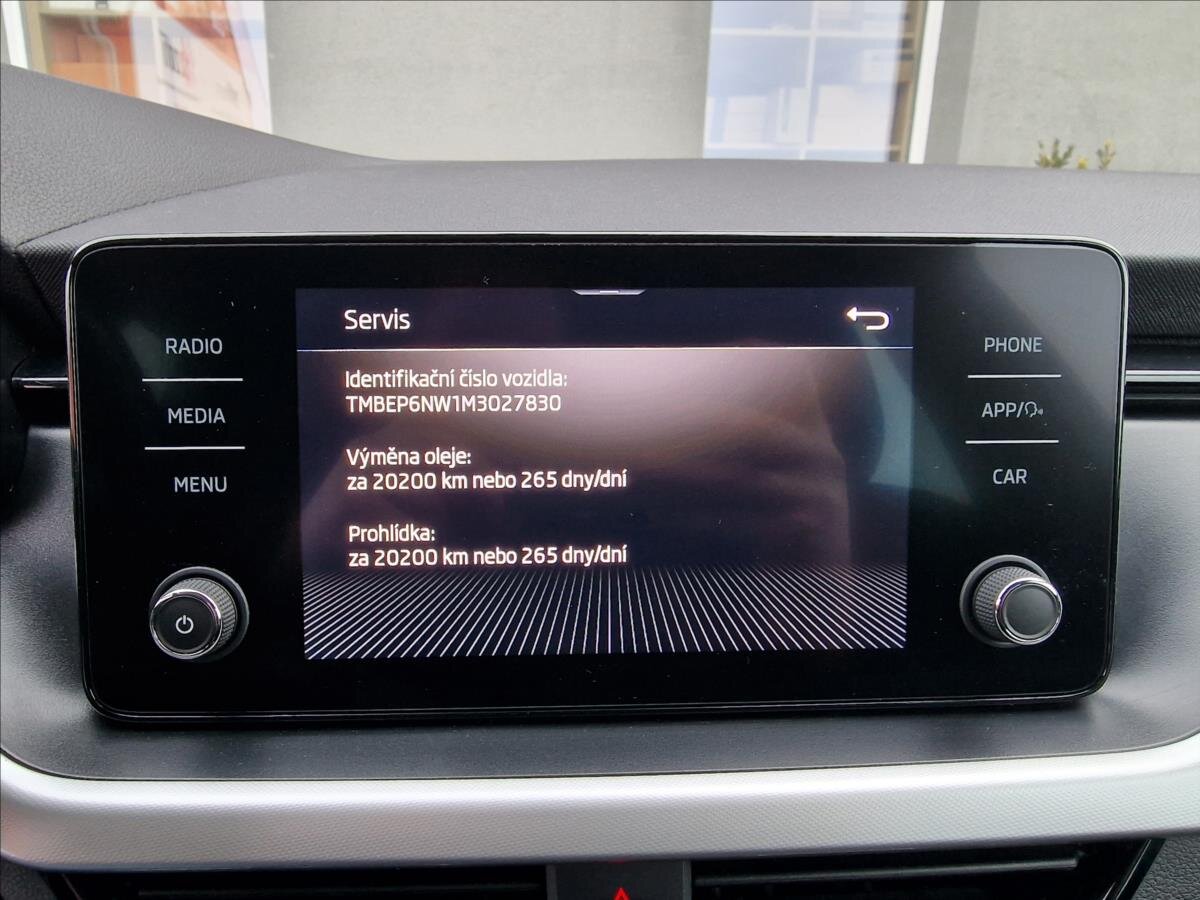 Servis
RADIO
MEDIA
MENU
Identifikační číslo vozidla:
TMBEP6NW1M3027830
Výměna oleje:
za 20200 km nebo 265 dny/dní
Prohlídka:
za 20200 km nebo 265 dny/dní
PHONE
APP/
CAR